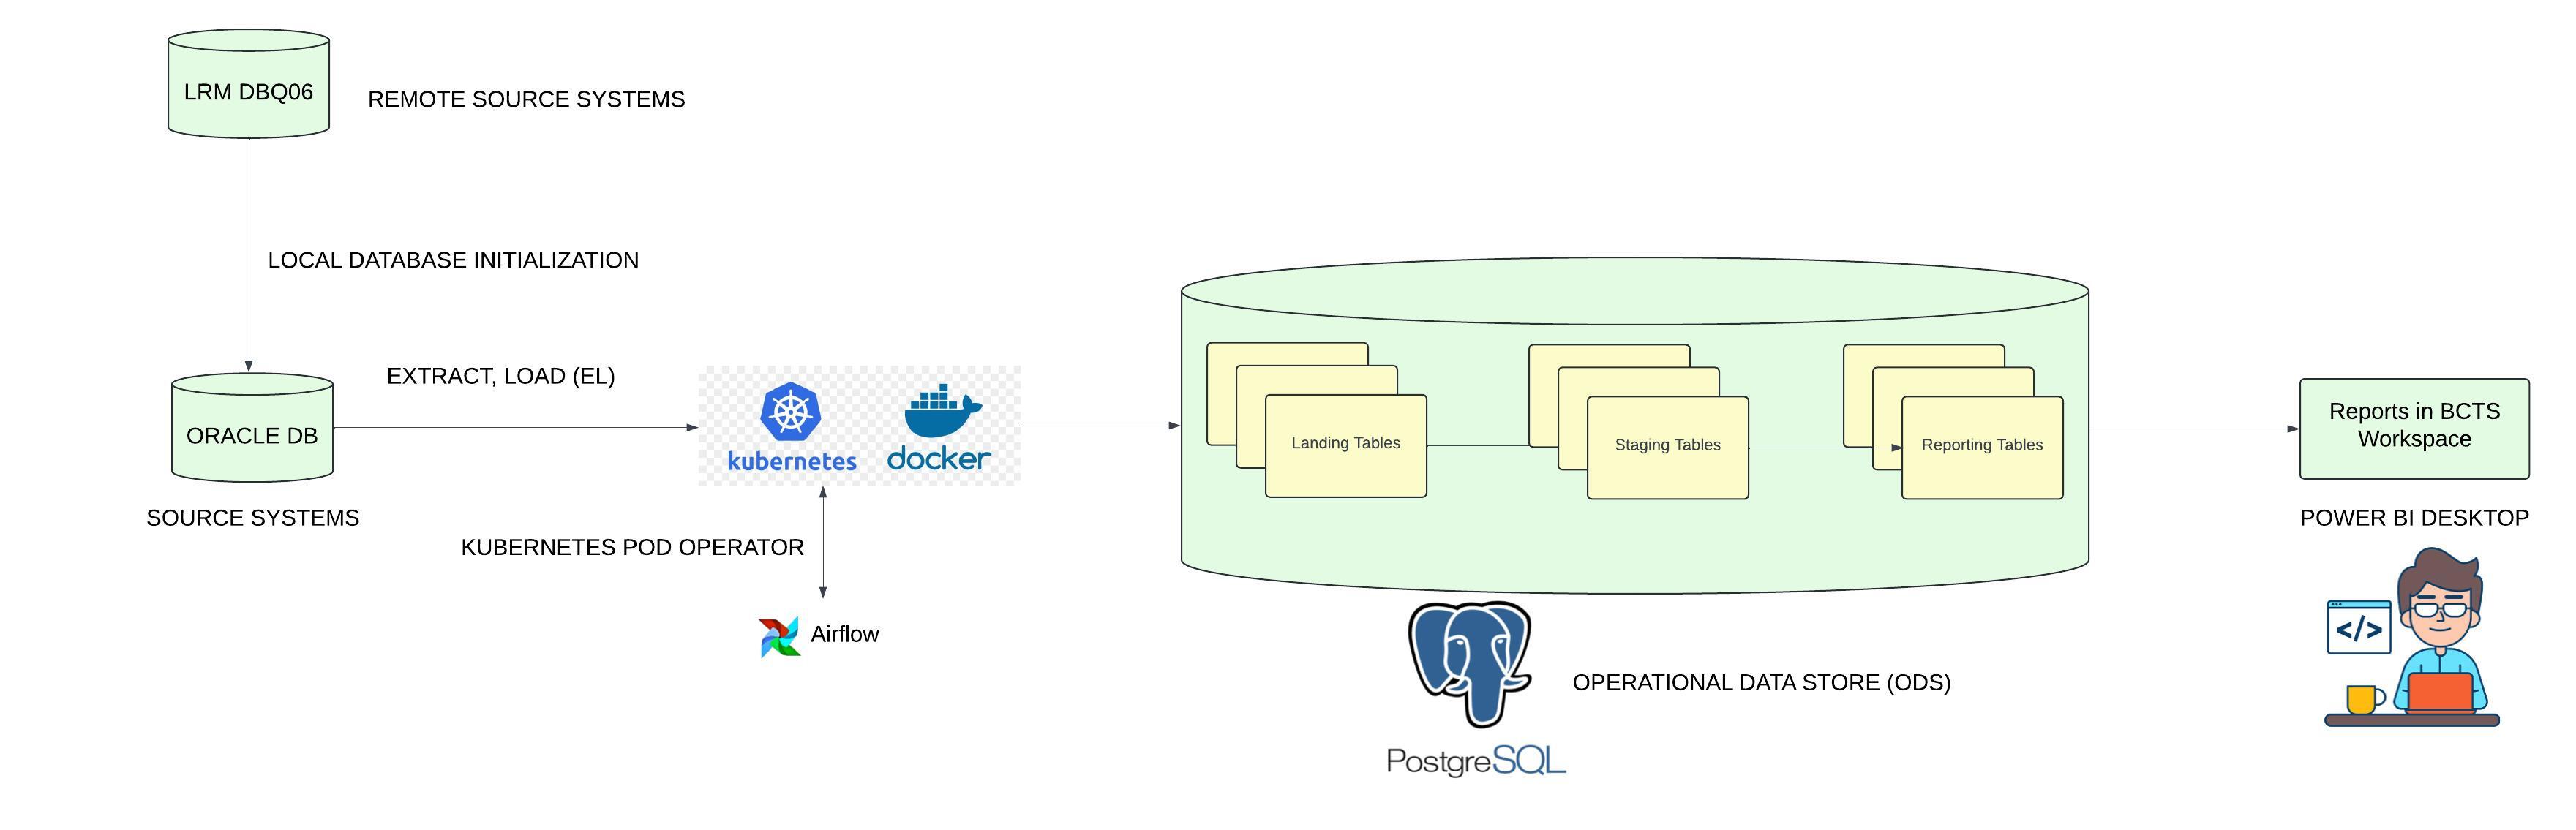 LRM DBQ06
REMOTE SOURCE SYSTEMS
LOCAL DATABASE INITIALIZATION
EXTRACT, LOAD (EL)
ORACLE DB
SOURCE SYSTEMS
kubernetes
docker
KUBERNETES POD OPERATOR
Airflow
Landing Tables
Staging Tables
Reporting Tables
PostgreSQL
OPERATIONAL DATA STORE (ODS)
Reports in BCTS
Workspace
POWER BI DESKTOP
</>